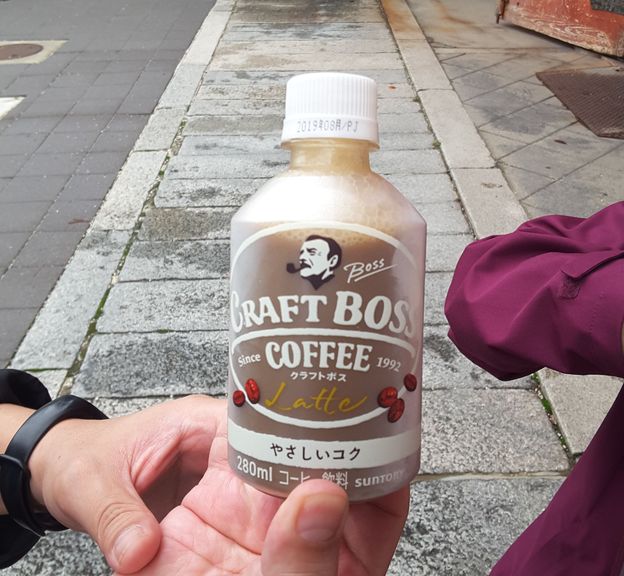 2019年08月/PJ
Boss
CRAFT BOSS
Since COFFEE 1992
クラフトボス
Latte
やさしいコク
280ml コーヒー飲料 SUNTORY